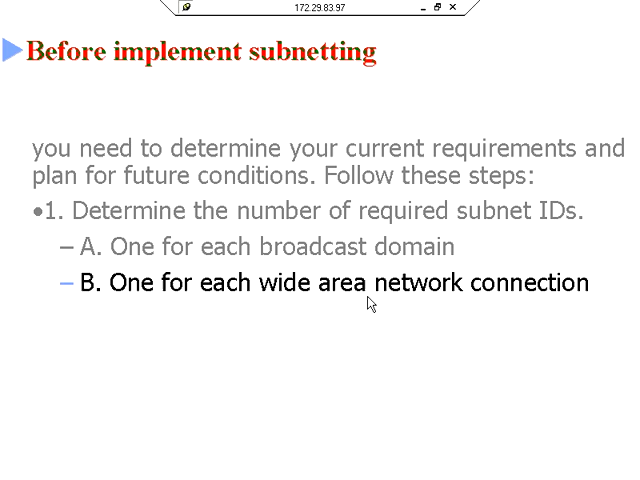 172.29.83.97
Before implement subnetting
you need to determine your current requirements and
plan for future conditions. Follow these steps:
•1. Determine the number of required subnet IDs.
– A. One for each broadcast domain
– B. One for each wide area network connection